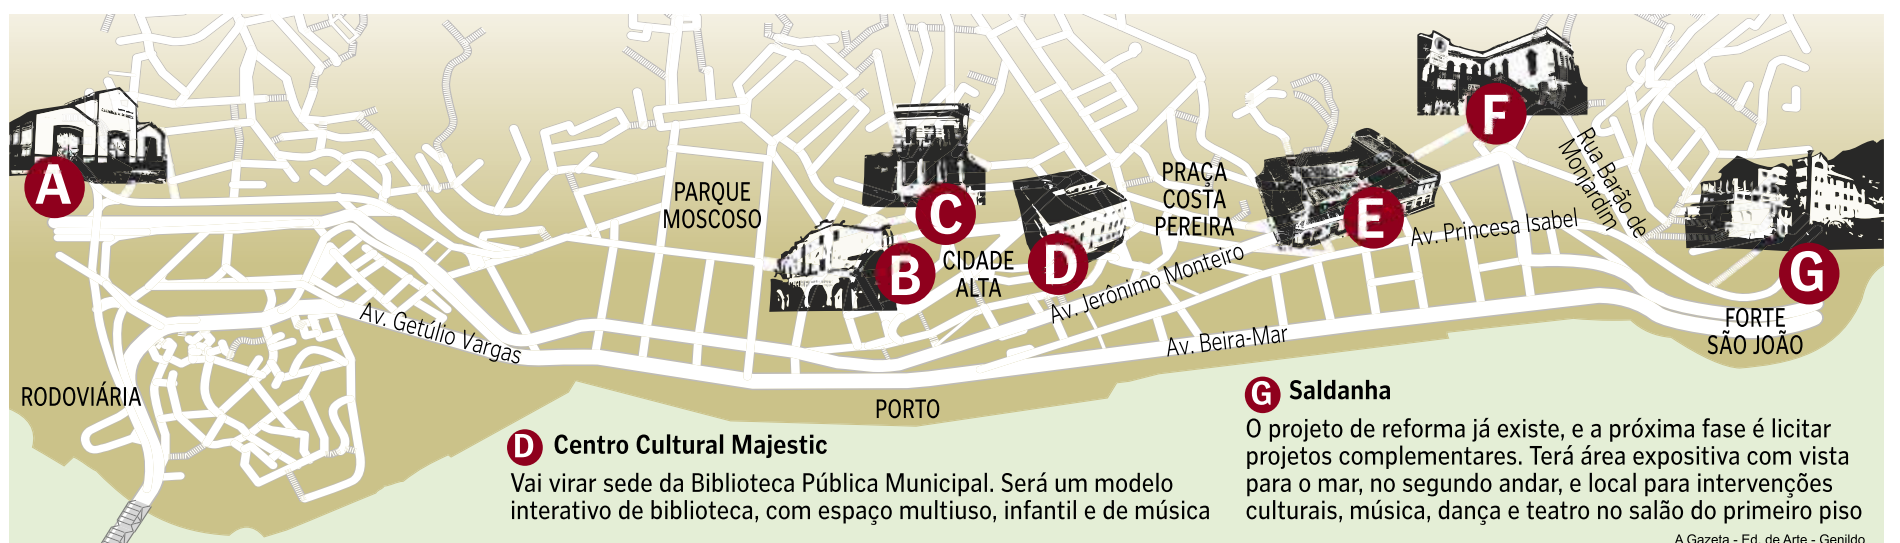 A
PARQUE
MOSCOSO
B
C
CIDADE
ALTA
D
PRAÇA
COSTA
PEREIRA
E
F
Rua Barão de
Monjardim
Av. Princesa Isabel
Av. Jerônimo Monteiro
G
FORTE
SÃO JOÃO
Av. Getúlio Vargas
Av. Beira-Mar
RODOVIÁRIA
PORTO
D Centro Cultural Majestic
Vai virar sede da Biblioteca Pública Municipal. Será um modelo
interativo de biblioteca, com espaço multiuso, infantil e de música
G Saldanha
O projeto de reforma já existe, e a próxima fase é licitar
projetos complementares. Terá área expositiva com vista
para o mar, no segundo andar, e local para intervenções
culturais, música, dança e teatro no salão do primeiro piso
A Gazeta - Ed. de Arte - Genildo